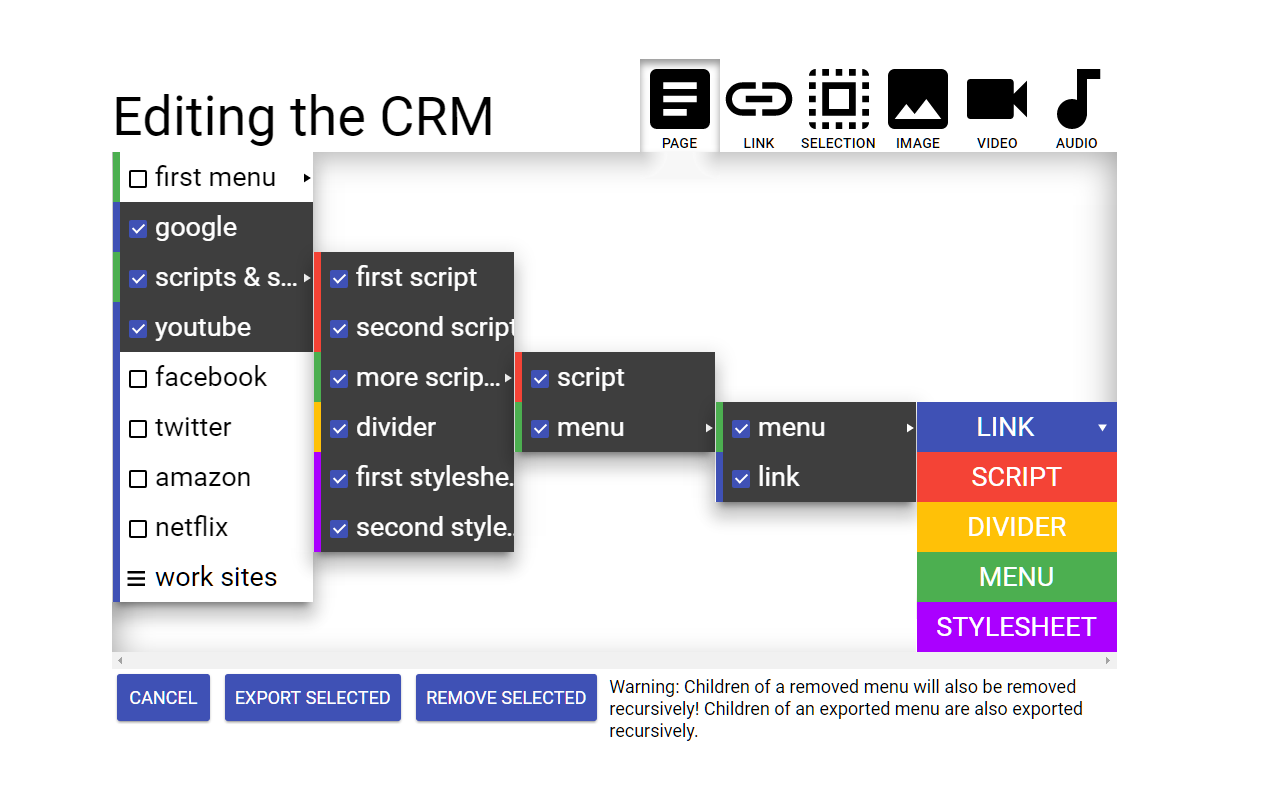 Editing the CRM
PAGE
LINK
SELECTION
IMAGE
VIDEO
AUDIO
first menu
google
scripts & s...
youtube
facebook
twitter
amazon
netflix
work sites
first script
second script
more scrip...
divider
first styleshe..
second style..
script
menu
menu
link
LINK
SCRIPT
DIVIDER
MENU
STYLESHEET
CANCEL
EXPORT SELECTED
REMOVE SELECTED
Warning: Children of a removed menu will also be removed
recursively! Children of an exported menu are also exported
recursively.